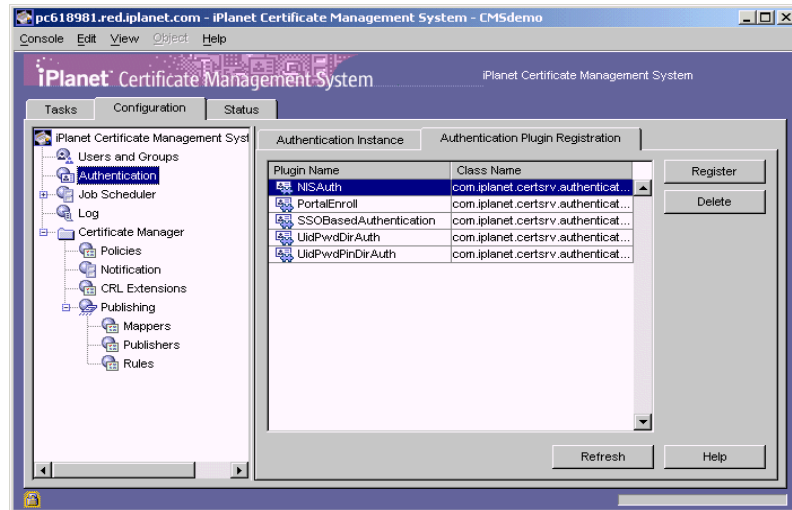 pc618981.red.iplanet.com - iPlanet Certificate Management System - CMSdemo
Console Edit View Object Help
iPlanet Certificate Management System
iPlanet Certificate Management System
Tasks Configuration Status
iPlanet Certificate Management Syst
Users and Groups
Authentication
Job Scheduler
Log
Certificate Manager
Policies
Notification
CRL Extensions
Publishing
Mappers
Publishers
Rules
Authentication Instance Authentication Plugin Registration
Plugin Name Class Name
NISAuth com.iplanet.certsrv.authenticat...
PortalEnroll com.iplanet.certsrv.authenticat...
SSOBasedAuthentication com.iplanet.certsrv.authenticat...
UidPwdDirAuth com.iplanet.certsrv.authenticat...
UidPwdPinDirAuth com.iplanet.certsrv.authenticat...
Register
Delete
Refresh Help